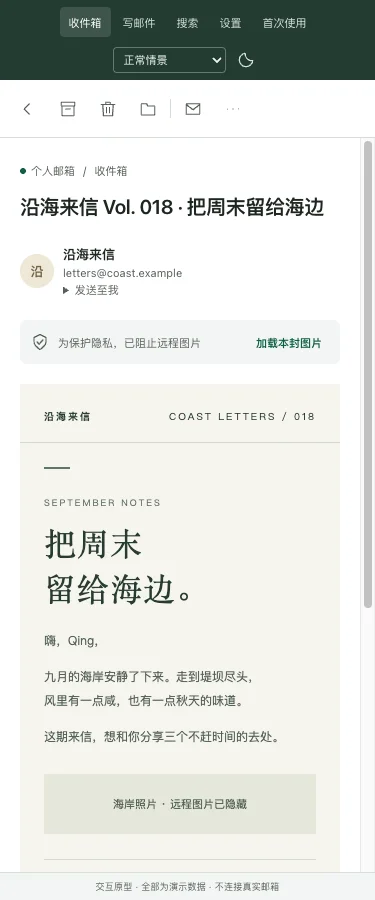 收件箱 写邮件 搜索 设置 首次使用
正常情景
···
个人邮箱 / 收件箱
沿海来信 Vol. 018 · 把周末留给海边
沿
沿海来信
letters@coast.example
发送至我
为保护隐私，已阻止远程图片 加载本封图片
沿海来信 COAST LETTERS / 018
SEPTEMBER NOTES
把周末
留给海边。
嗨，Qing，
九月的海岸安静了下来。走到堤坝尽头，
风里有一点咸，也有一点秋天的味道。
这期来信，想和你分享三个不赶时间的去处。
海岸照片 · 远程图片已隐藏
交互原型 · 全部为演示数据 · 不连接真实邮箱